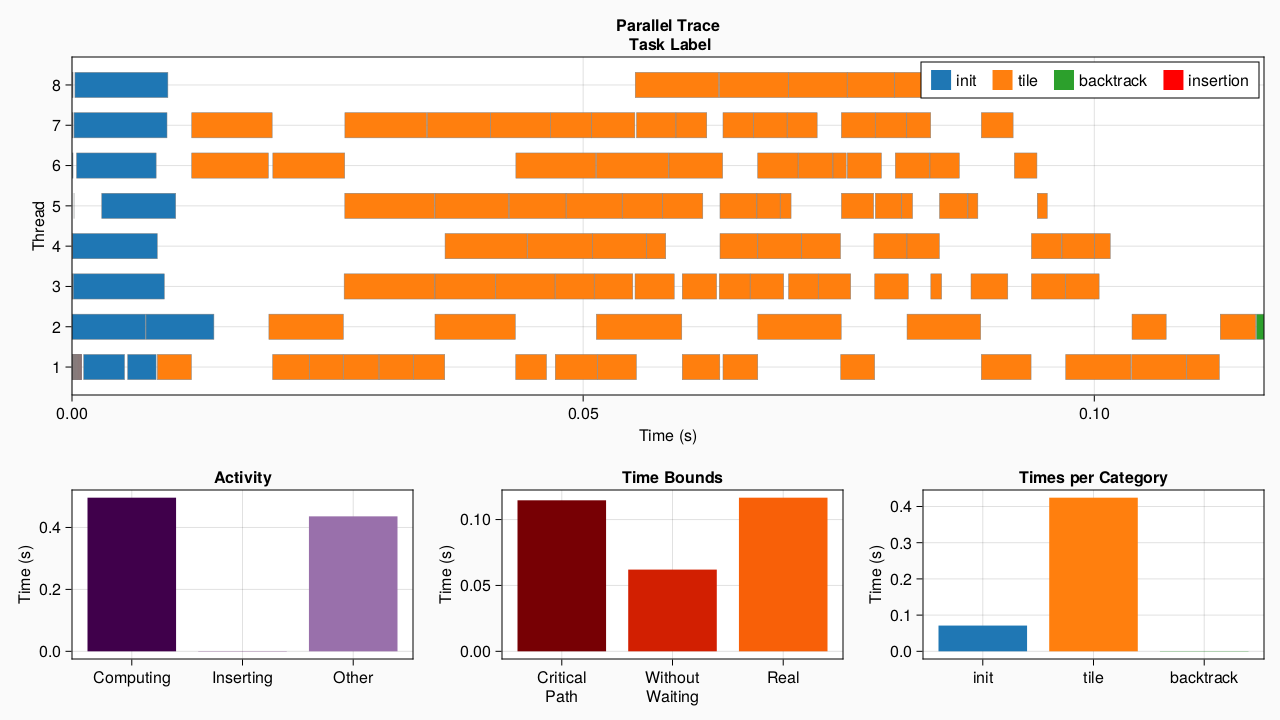 Parallel Trace
Task Label
init tile backtrack insertion
Thread
8
7
6
5
4
3
2
1
0.00 0.05 0.10
Time (s)
Activity
Time (s)
0.4
0.2
0.0
Computing Inserting Other
Time Bounds
Time (s)
0.10
0.05
0.00
Critical Path
Without Waiting
Real
Times per Category
Time (s)
0.4
0.3
0.2
0.1
0.0
init tile backtrack